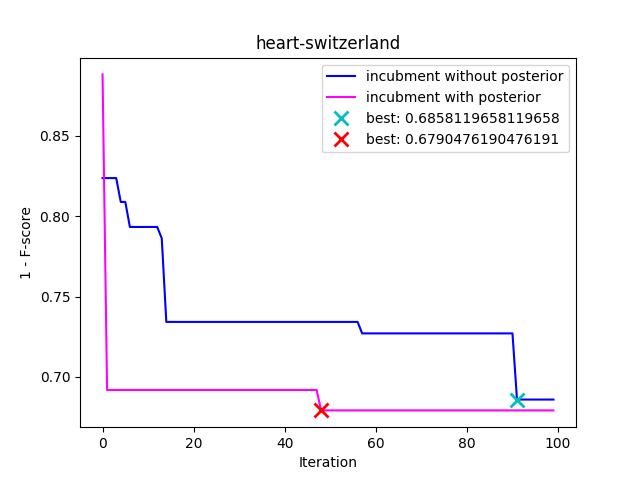 heart-switzerland
incubment without posterior
incubment with posterior
best: 0.6858119658119658
best: 0.6790476190476191
0.85
0.80
0.75
0.70
1 - F-score
0
20
40
60
80
100
Iteration